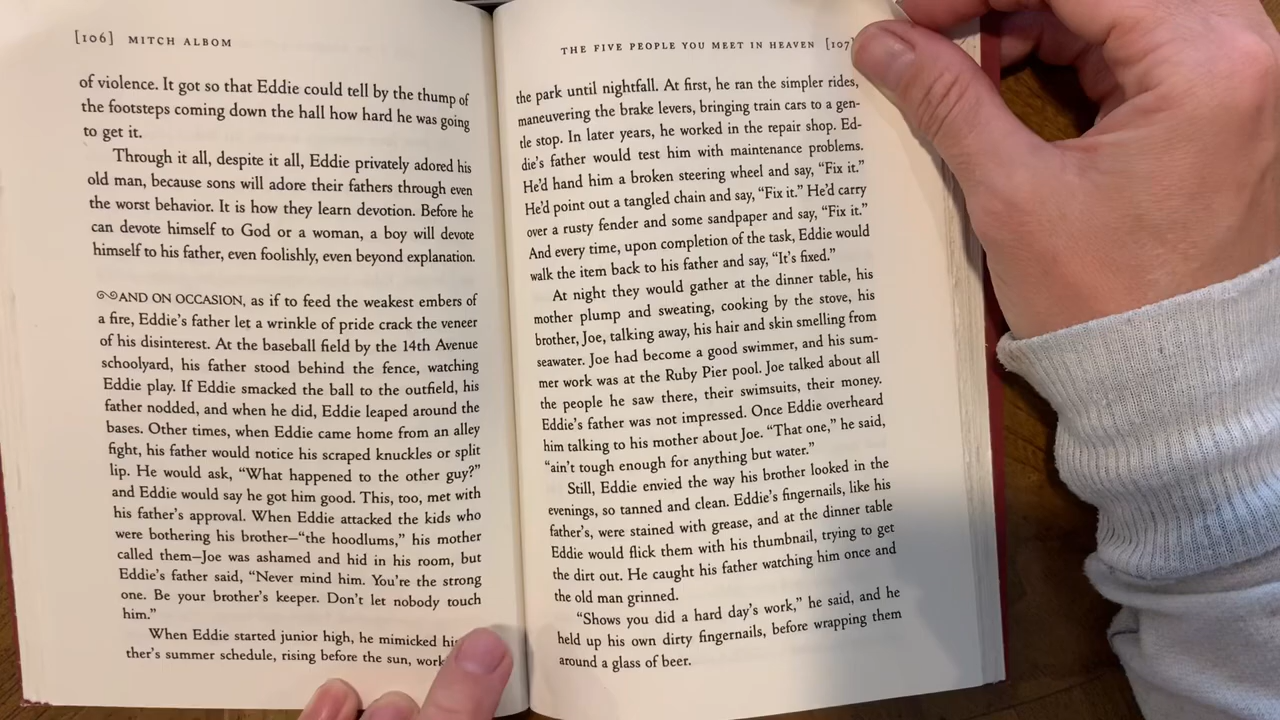 [106] MITCH ALBOM
of violence. It got so that Eddie could tell by the thump of
the footsteps coming down the hall how hard he was going
to get it.
Through it all, despite it all, Eddie privately adored his
old man, because sons will adore their fathers through even
the worst behavior. It is how they learn devotion. Before he
can devote himself to God or a woman, a boy will devote
himself to his father, even foolishly, even beyond explanation.
AND ON OCCASION, as if to feed the weakest embers of
a fire, Eddie's father let a wrinkle of pride crack the veneer
of his disinterest. At the baseball field by the 14th Avenue
schoolyard, his father stood behind the fence, watching
Eddie play. If Eddie smacked the ball to the outfield, his
father nodded, and when he did, Eddie leaped around the
bases. Other times, when Eddie came home from an alley
fight, his father would notice his scraped knuckles or split
lip. He would ask, “What happened to the other guy?”
and Eddie would say he got him good. This, too, met with
his father's approval. When Eddie attacked the kids who
were bothering his brother—“the hoodlums,” his mother
called them—Joe was ashamed and hid in his room, but
Eddie's father said, “Never mind him. You're the strong
one. Be your brother's keeper. Don't let nobody touch
him.”
When Eddie started junior high, he mimicked
ther's summer schedule, rising before the sun,
THE FIVE PEOPLE YOU MEET IN HEAVEN [107]
the park until nightfall. At first, he ran the simpler rides,
maneuvering the brake levers, bringing train cars to a gen-
tle stop. In later years, he worked in the repair shop. Ed-
die's father would test him with maintenance problems.
He'd hand him a broken steering wheel and say, “Fix it.”
He'd point out a tangled chain and say, “Fix it.” He'd carry
over a rusty fender and some sandpaper and say, “Fix it.”
And every time, upon completion of the task, Eddie would
walk the item back to his father and say, “It's fixed.”
At night they would gather at the dinner table, his
mother plump and sweating, cooking by the stove, his
brother, Joe, talking away, his hair and skin smelling from
seawater. Joe had become a good swimmer, and his sum-
mer work was at the Ruby Pier pool. Joe talked about all
the people he saw there, their swimsuits, their money.
Eddie's father was not impressed. Once Eddie overheard
him talking to his mother about Joe. “That one,” he said,
“ain't tough enough for anything but water.”
Still, Eddie envied the way his brother looked in the
evenings, so tanned and clean. Eddie's fingernails, like his
father's, were stained with grease, and at the dinner table
Eddie would flick them with his thumbnail, trying to get
the dirt out. He caught his father watching him once and
the old man grinned.
“Shows you did a hard day's work,” he said, and he
held up his own dirty fingernails, before wrapping them
around a glass of beer.